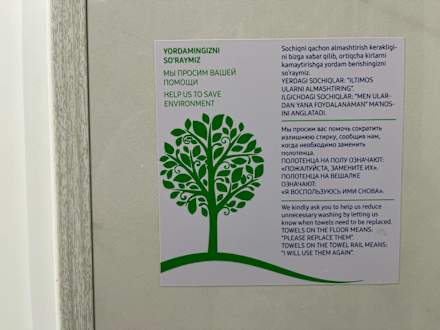 YORDAMINGIZNI
SO'RAYMIZ
МЫ ПРОСИМ ВАШЕЙ
ПОМОЩИ
HELP US TO SAVE
ENVIRONMENT
Sochiqni qachon almashtirish kerakligi-
ni bizga xabar qilib, ortiqcha kirlarni
kamaytirishga yordam berishingizni
so'raymiz.
YERDAGI SOCHIQLAR: "ILTIMOS
ULARNI ALMASHTIRING".
ILGICHDAGI SOCHIQLAR: "MEN ULAR-
DAN YANA FOYDALANAMAN" MA'NOS-
INI ANGLATADI.
Мы просим вас помочь сократить
излишнюю стирку, сообщив нам,
когда необходимо заменить
полотенца.
ПОЛОТЕНЦА НА ПОЛУ ОЗНАЧАЮТ:
«ПОЖАЛУЙСТА, ЗАМЕНИТЕ ИХ».
ПОЛОТЕНЦА НА ВЕШАЛКЕ
ОЗНАЧАЮТ:
«Я ВОСПОЛЬЗУЮСЬ ИМИ СНОВА».
We kindly ask you to help us reduce
unnecessary washing by letting us
know when towels need to be replaced.
TOWELS ON THE FLOOR MEANS:
"PLEASE REPLACE THEM".
TOWELS ON THE TOWEL RAIL MEANS:
"I WILL USE THEM AGAIN".